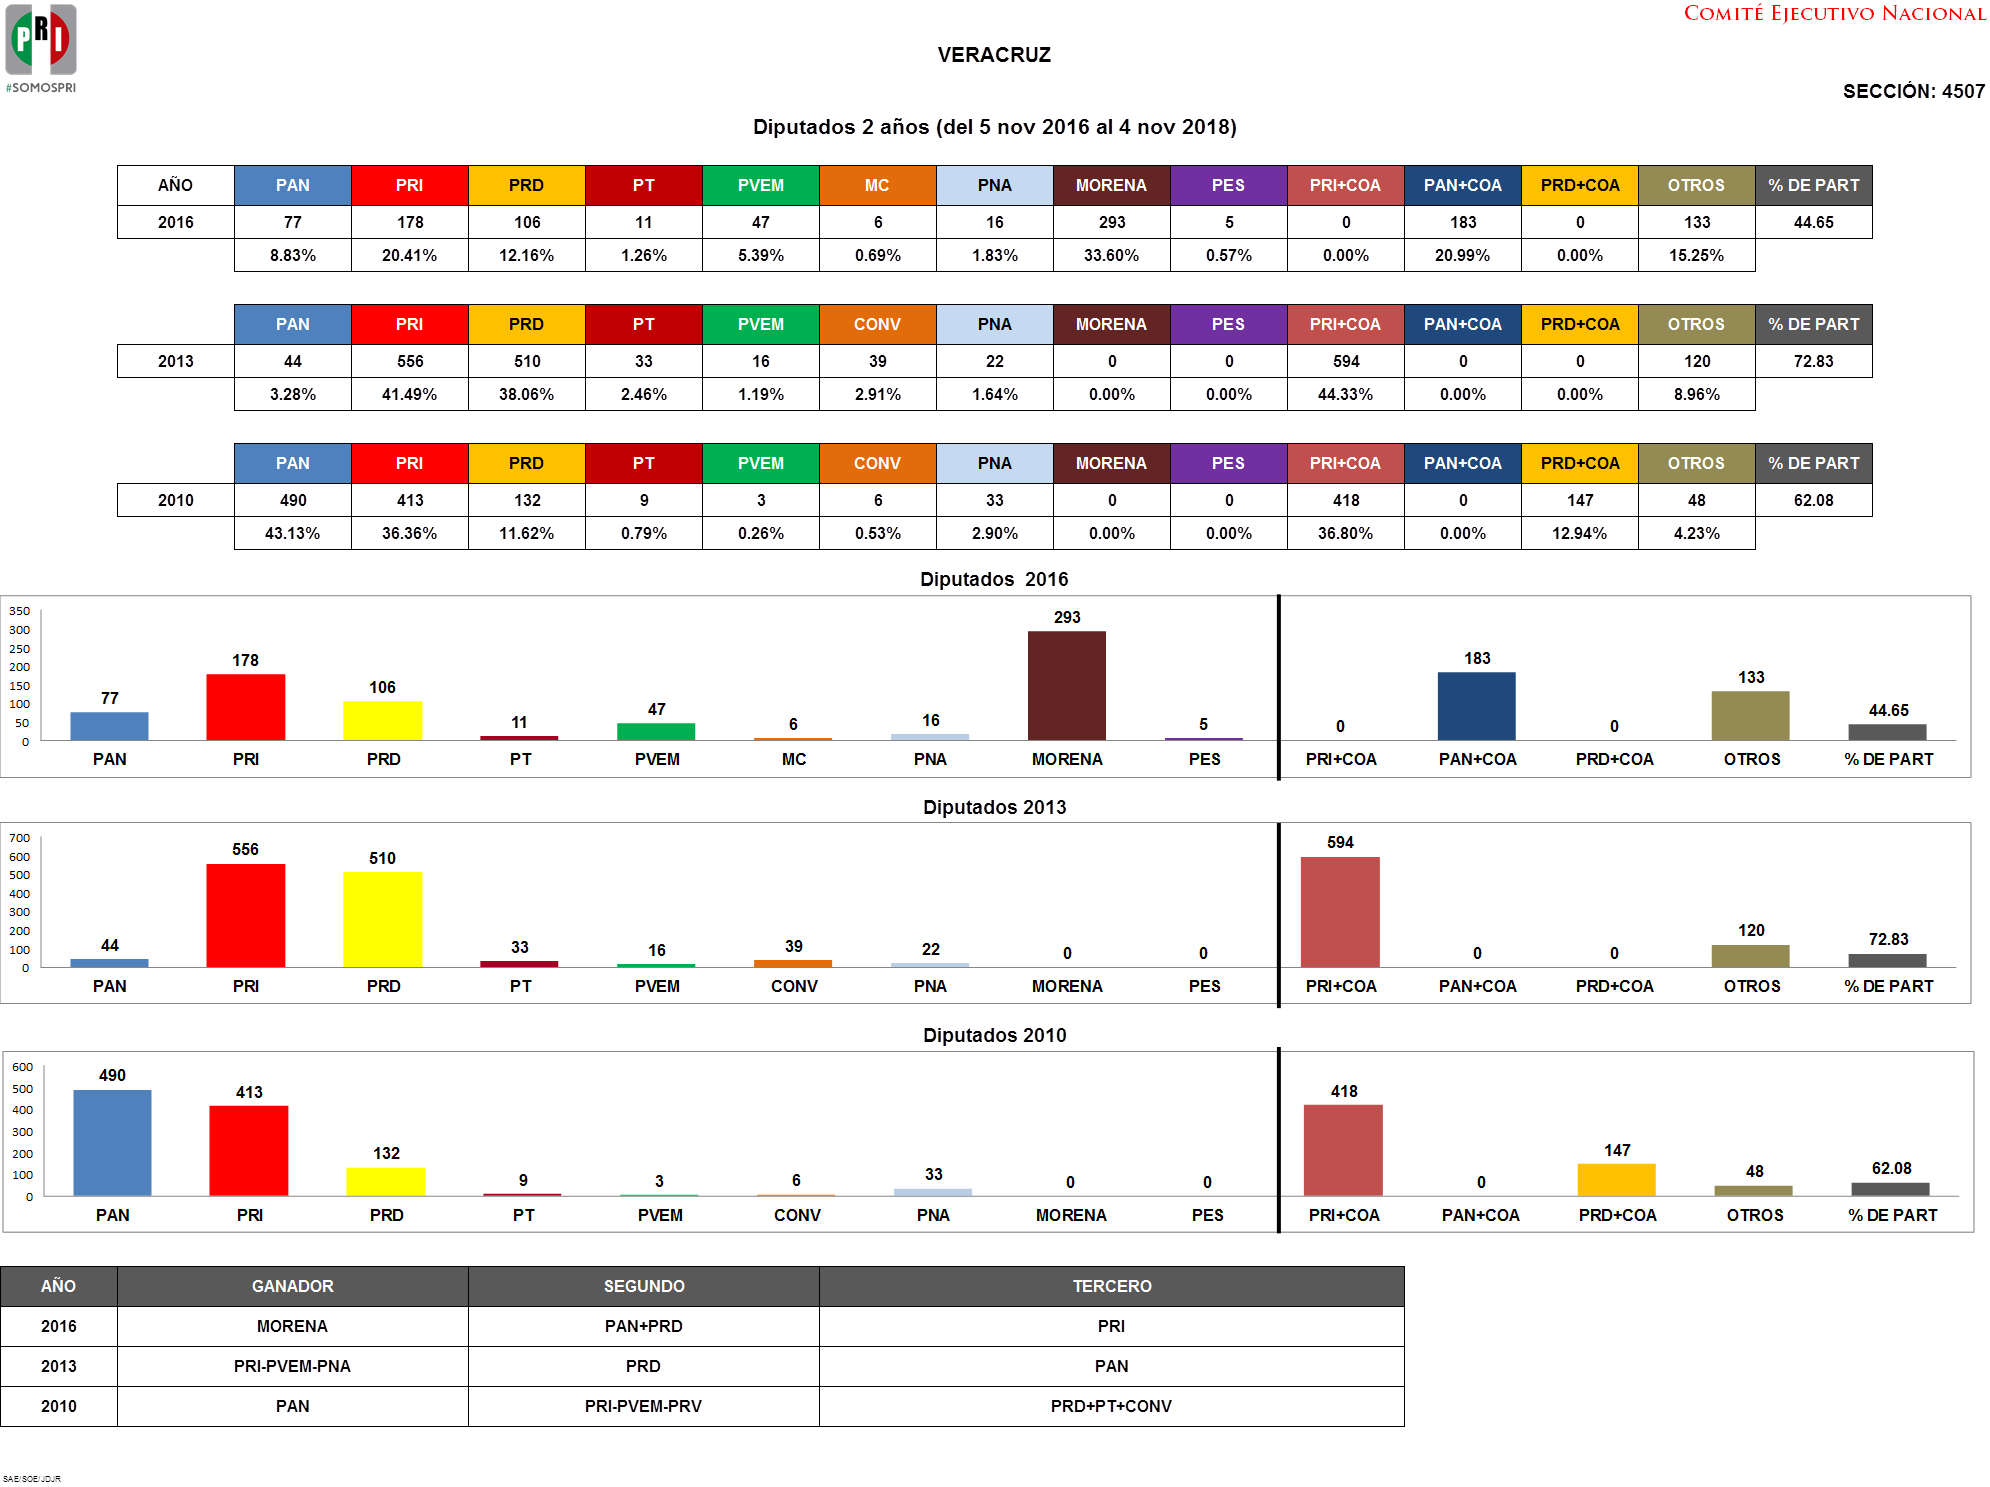 PRI
#SOMOSPRI
COMITÉ EJECUTIVO NACIONAL
VERACRUZ
SECCIÓN: 4507
Diputados 2 años (del 5 nov 2016 al 4 nov 2018)
AÑO PAN PRI PRD PT PVEM MC PNA MORENA PES PRI+COA PAN+COA PRD+COA OTROS % DE PART
2016 77 178 106 11 47 6 16 293 5 0 183 0 133 44.65
8.83% 20.41% 12.16% 1.26% 5.39% 0.69% 1.83% 33.60% 0.57% 0.00% 20.99% 0.00% 15.25%
PAN PRI PRD PT PVEM CONV PNA MORENA PES PRI+COA PAN+COA PRD+COA OTROS % DE PART
2013 44 556 510 33 16 39 22 0 0 594 0 0 120 72.83
3.28% 41.49% 38.06% 2.46% 1.19% 2.91% 1.64% 0.00% 0.00% 44.33% 0.00% 0.00% 8.96%
PAN PRI PRD PT PVEM CONV PNA MORENA PES PRI+COA PAN+COA PRD+COA OTROS % DE PART
2010 490 413 132 9 3 6 33 0 0 418 0 147 48 62.08
43.13% 36.36% 11.62% 0.79% 0.26% 0.53% 2.90% 0.00% 0.00% 36.80% 0.00% 12.94% 4.23%
Diputados 2016
350
300
250
200
150
100
50
0
77 178 106 11 47 6 16 293 5 0 183 0 133 44.65
PAN PRI PRD PT PVEM MC PNA MORENA PES PRI+COA PAN+COA PRD+COA OTROS % DE PART
Diputados 2013
700
600
500
400
300
200
100
0
44 556 510 33 16 39 22 0 0 594 0 0 120 72.83
PAN PRI PRD PT PVEM CONV PNA MORENA PES PRI+COA PAN+COA PRD+COA OTROS % DE PART
Diputados 2010
600
500
400
300
200
100
0
490 413 132 9 3 6 33 0 0 418 0 147 48 62.08
PAN PRI PRD PT PVEM CONV PNA MORENA PES PRI+COA PAN+COA PRD+COA OTROS % DE PART
AÑO GANADOR SEGUNDO TERCERO
2016 MORENA PAN+PRD PRI
2013 PRI-PVEM-PNA PRD PAN
2010 PAN PRI-PVEM-PRV PRD+PT+CONV
SAE/SOE/JDJR